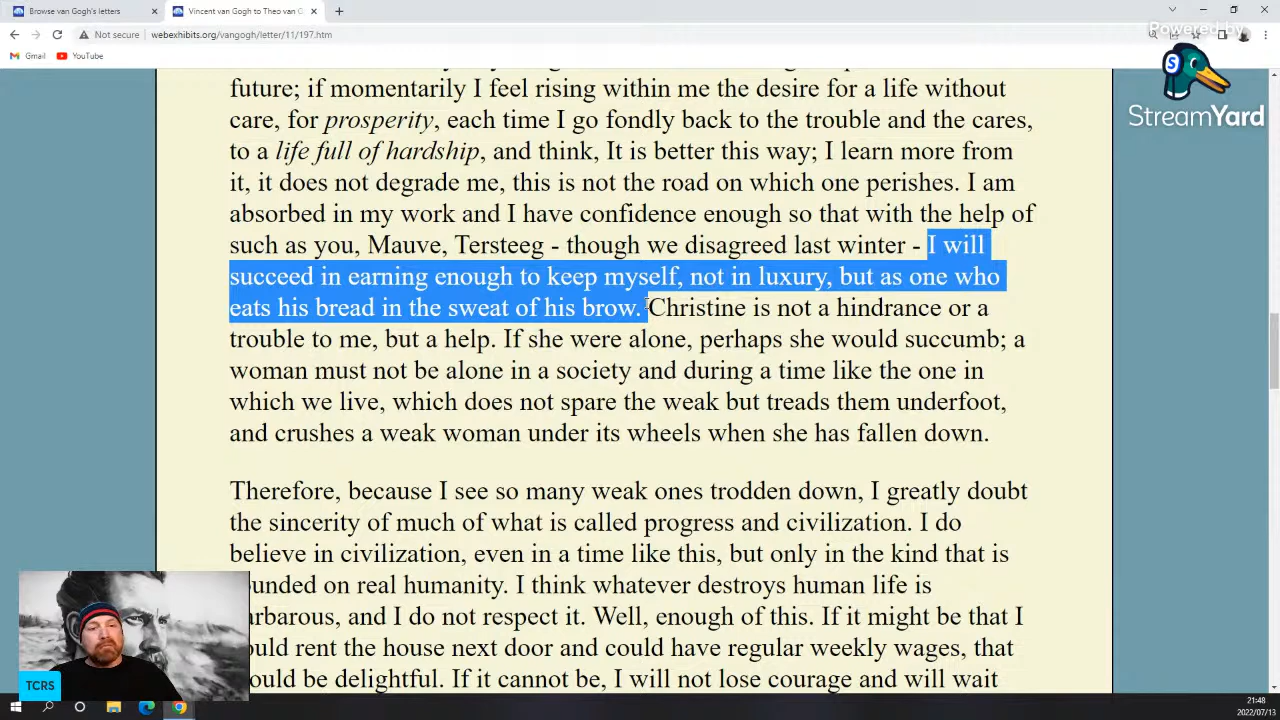 Browse van Gogh's letters
Vincent van Gogh to Theo van G
Not secure
webexhibits.org/vangogh/letter/11/197.htm
Powered by
Gmail
YouTube
StreamYard
future; if momentarily I feel rising within me the desire for a life without
care, for prosperity, each time I go fondly back to the trouble and the cares,
to a life full of hardship, and think, It is better this way; I learn more from
it, it does not degrade me, this is not the road on which one perishes. I am
absorbed in my work and I have confidence enough so that with the help of
such as you, Mauve, Tersteeg - though we disagreed last winter - I will
succeed in earning enough to keep myself, not in luxury, but as one who
eats his bread in the sweat of his brow. Christine is not a hindrance or a
trouble to me, but a help. If she were alone, perhaps she would succumb; a
woman must not be alone in a society and during a time like the one in
which we live, which does not spare the weak but treads them underfoot,
and crushes a weak woman under its wheels when she has fallen down.
Therefore, because I see so many weak ones trodden down, I greatly doubt
the sincerity of much of what is called progress and civilization. I do
believe in civilization, even in a time like this, but only in the kind that is
ounded on real humanity. I think whatever destroys human life is
arbarous, and I do not respect it. Well, enough of this. If it might be that I
ould rent the house next door and could have regular weekly wages, that
ould be delightful. If it cannot be, I will not lose courage and will wait
TCRS
21:48
2022/07/13